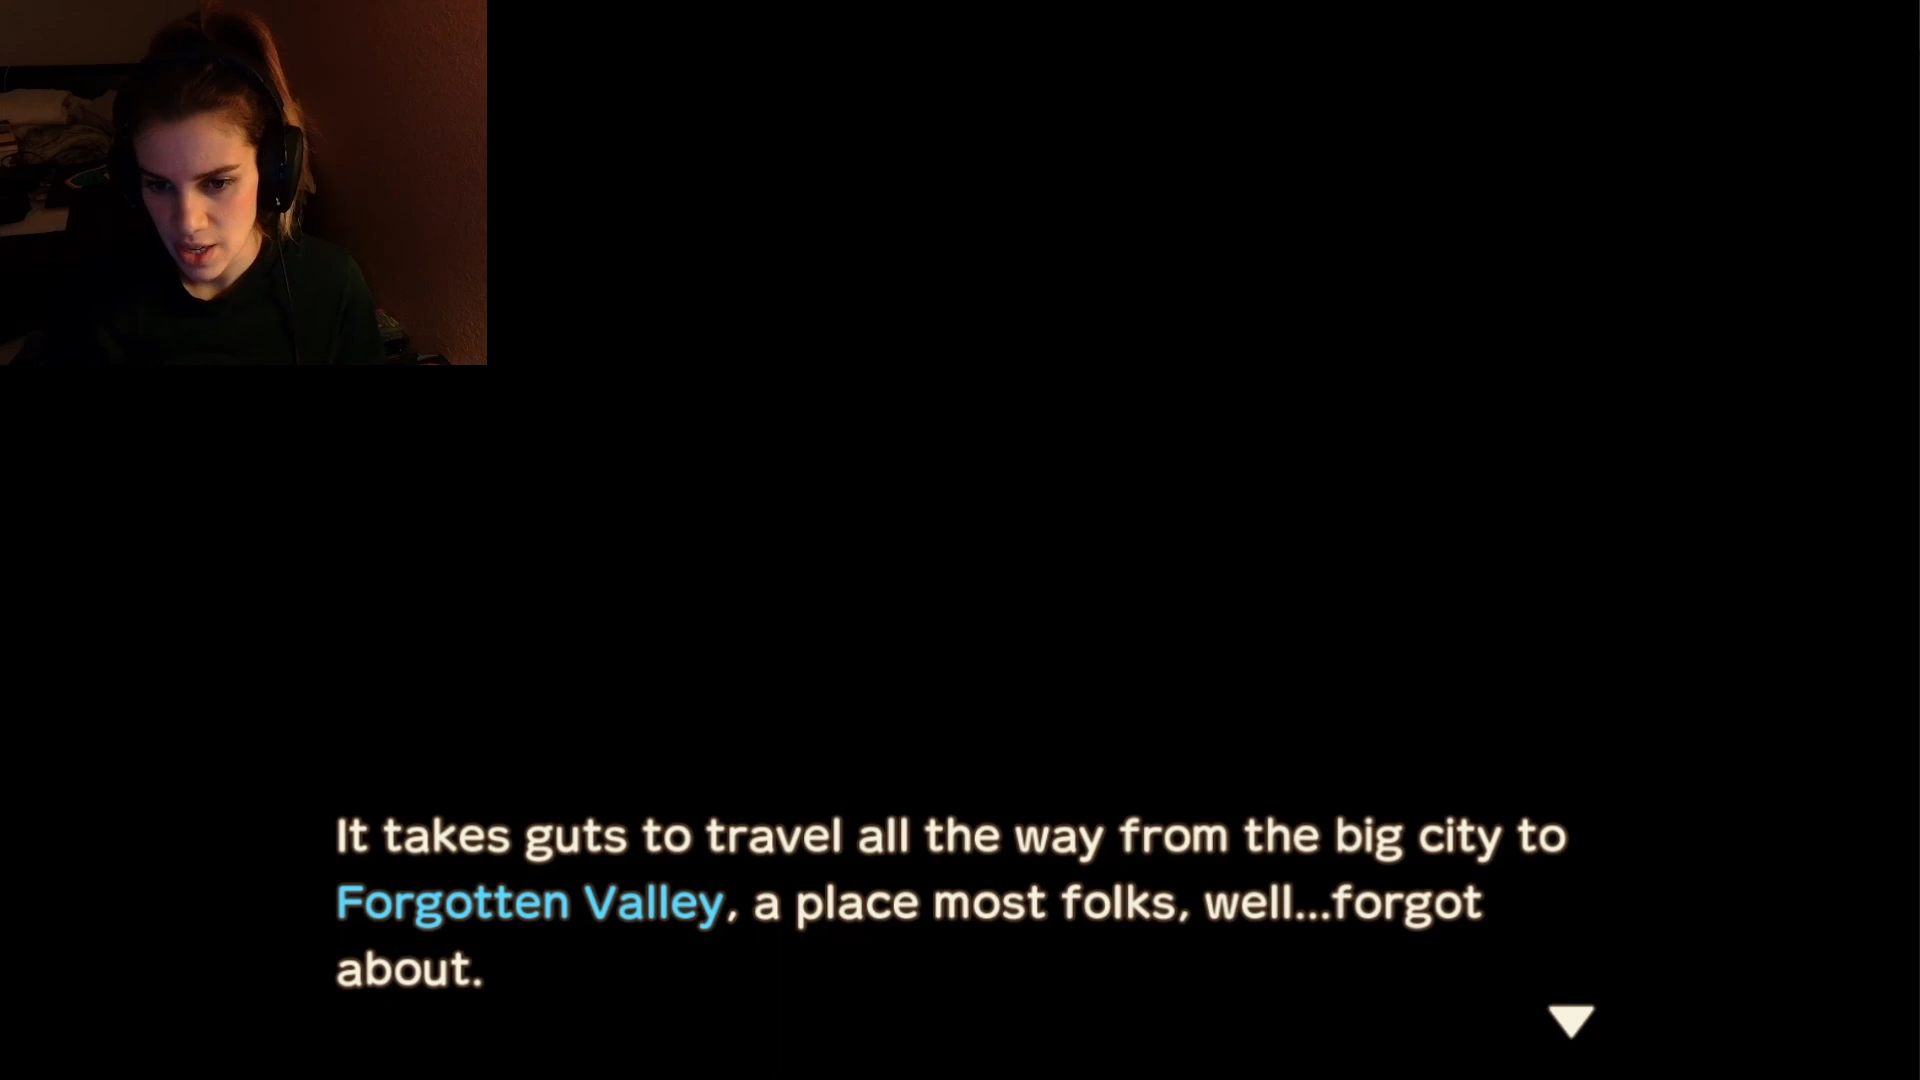 It takes guts to travel all the way from the big city to
Forgotten Valley, a place most folks, well...forgot
about.